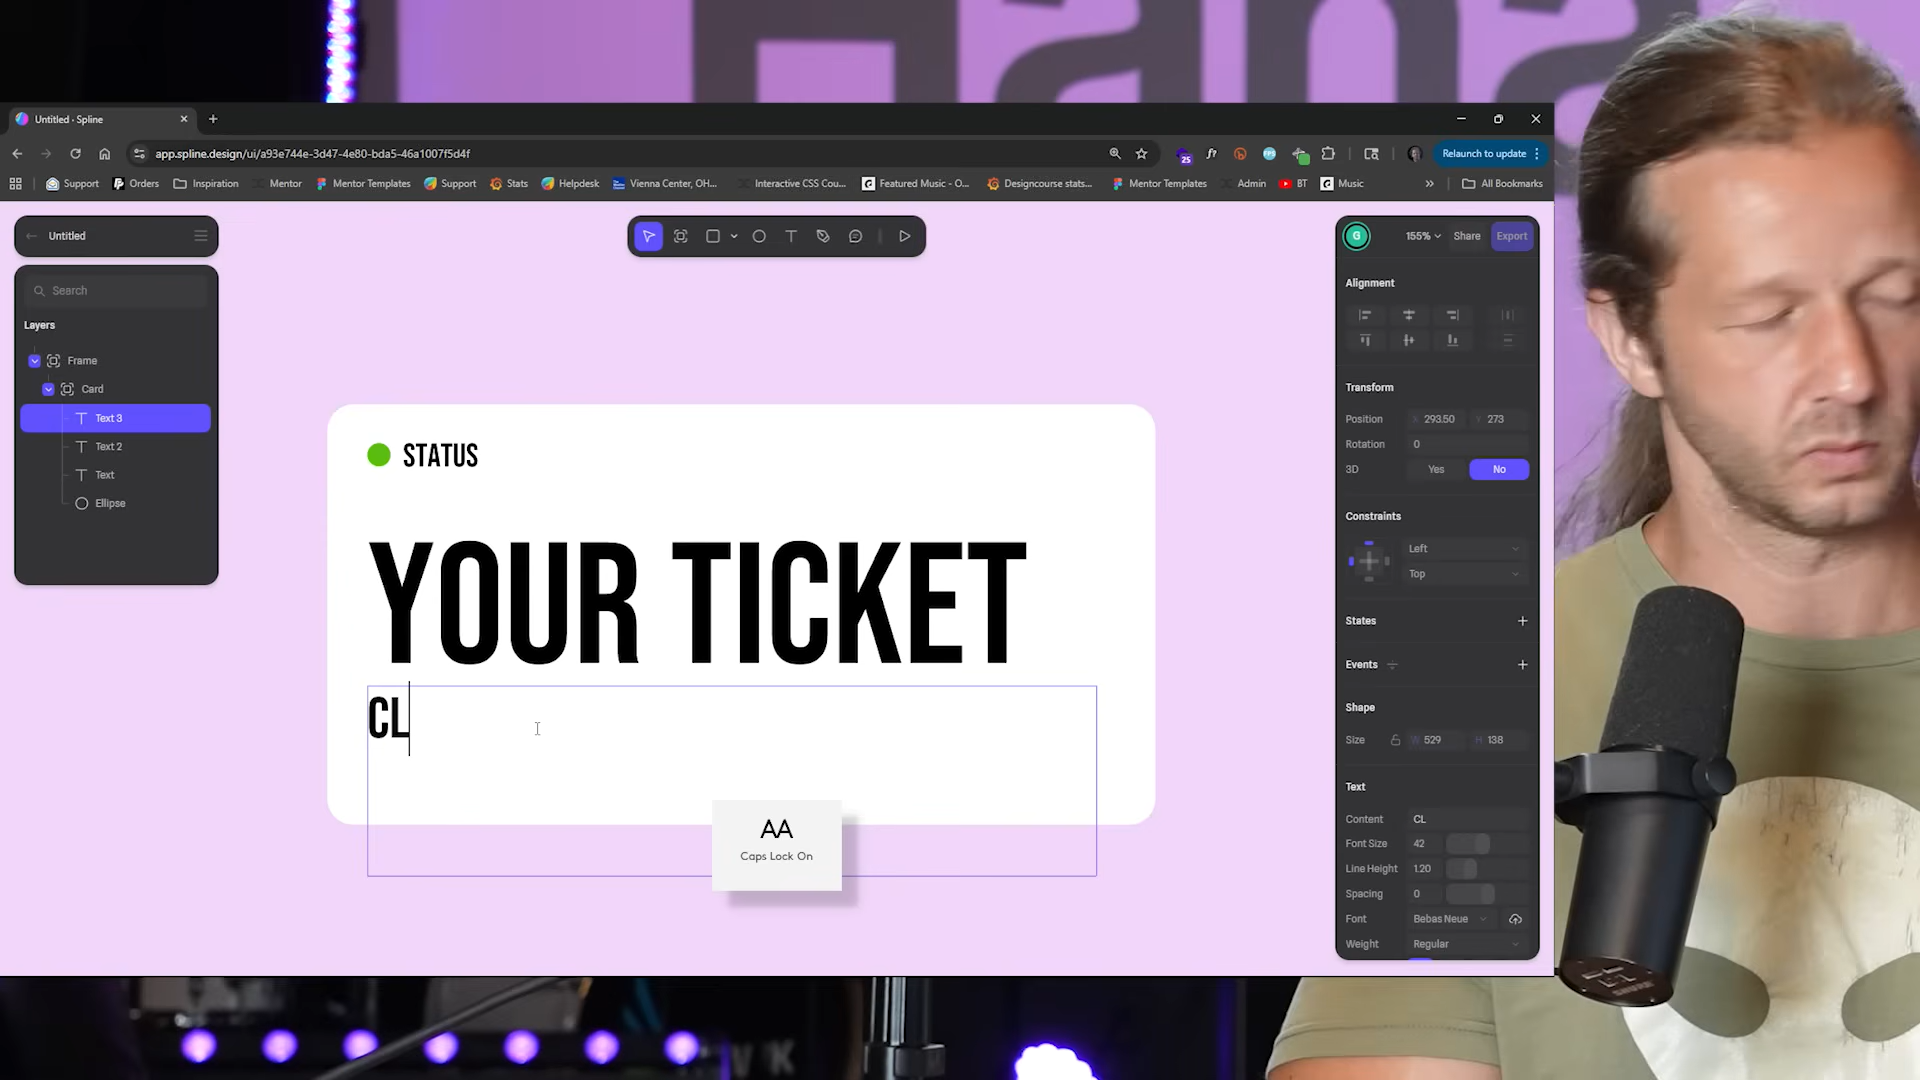 Untitled - Spline
app.spline.design/ui/a93e744e-3d47-4e80-bda5-46a1007f5d4f
25
f?
FPS
Relaunch to update
Support
Orders
Inspiration
Mentor
Mentor Templates
Support
Stats
Helpdesk
Vienna Center, OH...
Interactive CSS Cou...
Featured Music - O...
Designcourse stats...
Mentor Templates
Admin
BT
Music
»
All Bookmarks
Untitled
G
155%
Share
Export
Search
Layers
Frame
Card
Text 3
Text 2
Text
Ellipse
STATUS
YOUR TICKET
CL
AA
Caps Lock On
Alignment
Transform
Position X 293.50 Y 273
Rotation 0
3D Yes No
Constraints
Left
Top
States
Events
Shape
Size W 529 H 138
Text
Content CL
Font Size 42
Line Height 1.20
Spacing 0
Font Bebas Neue
Weight Regular